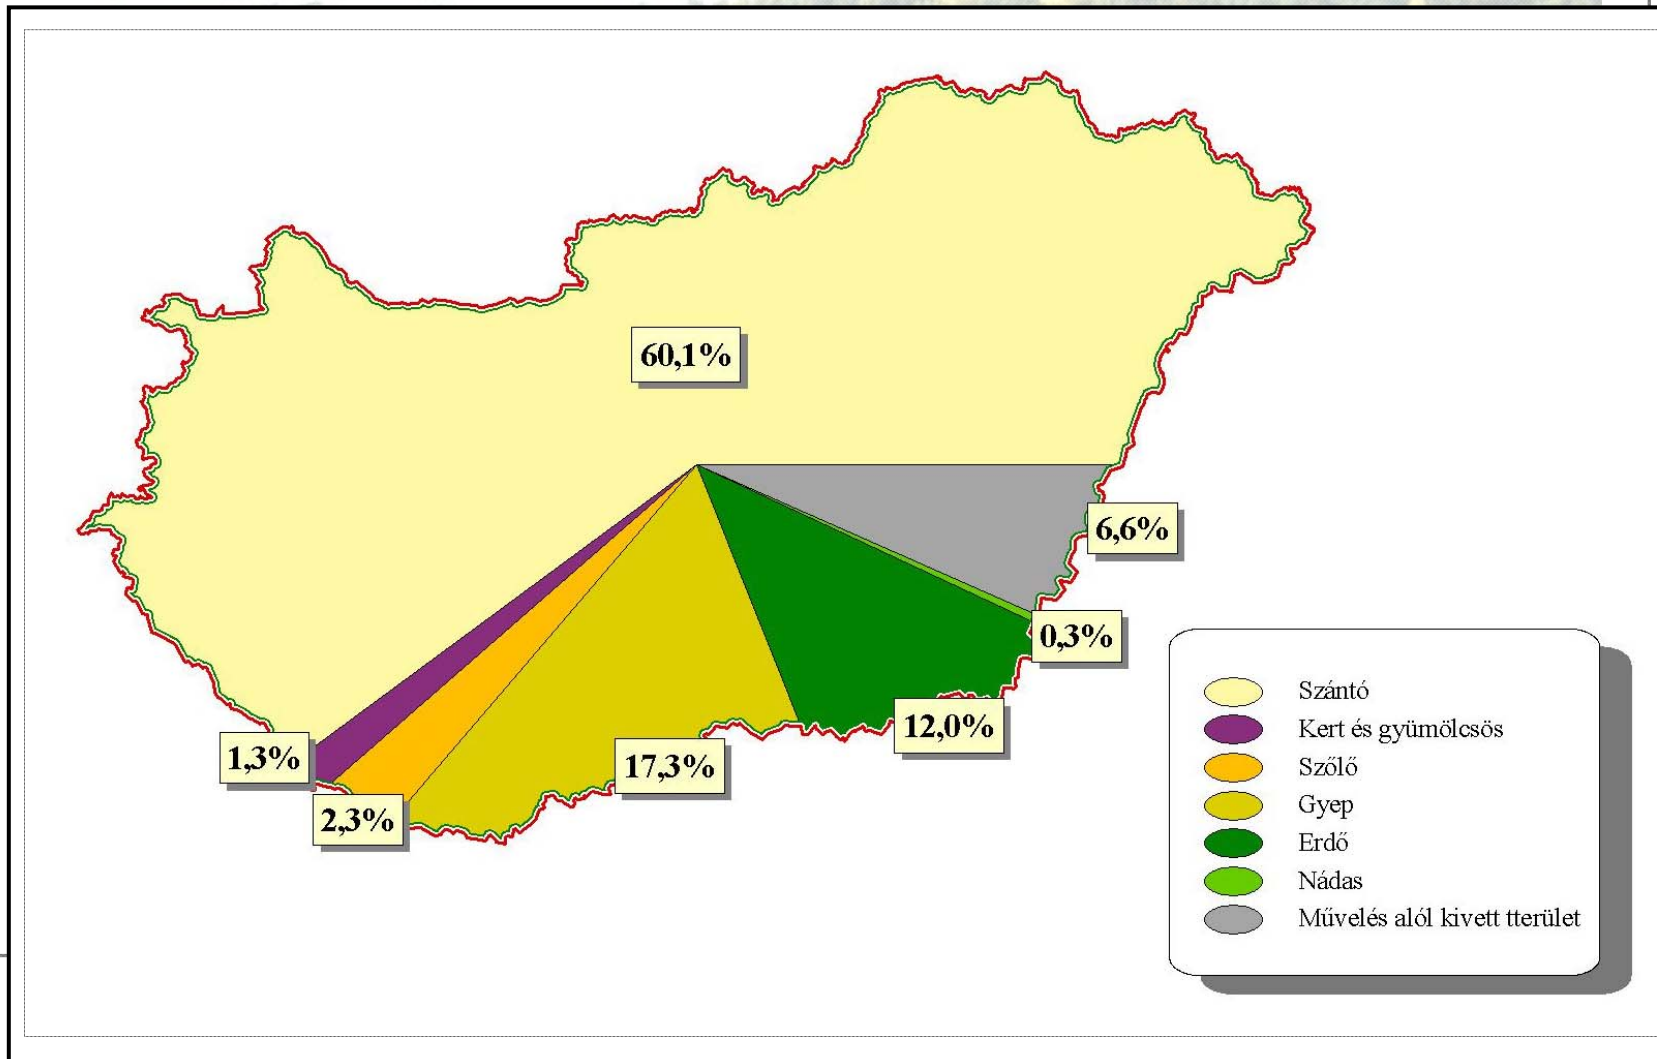 60,1%
6,6%
0,3%
12,0%
17,3%
1,3%
2,3%
Szántó
Kert és gyümölcsös
Szőlő
Gyep
Erdő
Nádas
Művelés alól kivett tterület